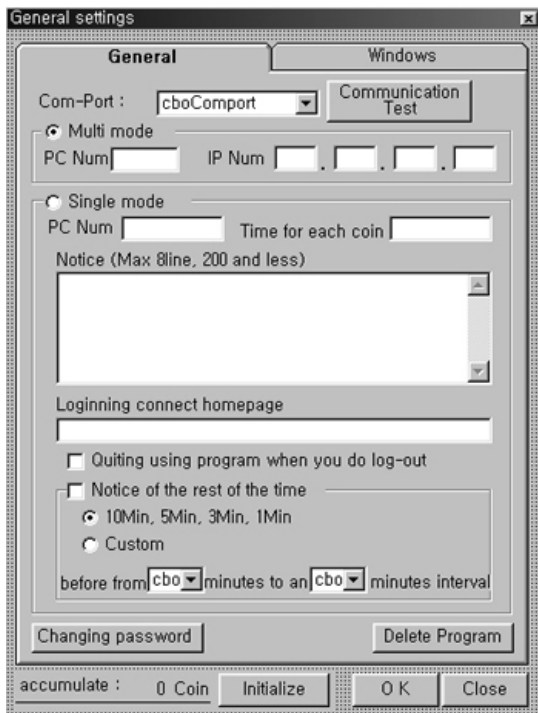 General settings
General Windows
Com-Port : cboComport Communication Test
Multi mode
PC Num IP Num . . .
Single mode
PC Num Time for each coin
Notice (Max 8line, 200 and less)
Loginning connect homepage
Quiting using program when you do log-out
Notice of the rest of the time
10Min, 5Min, 3Min, 1Min
Custom
before from cbo minutes to an cbo minutes interval
Changing password Delete Program
accumulate : 0 Coin Initialize O K Close